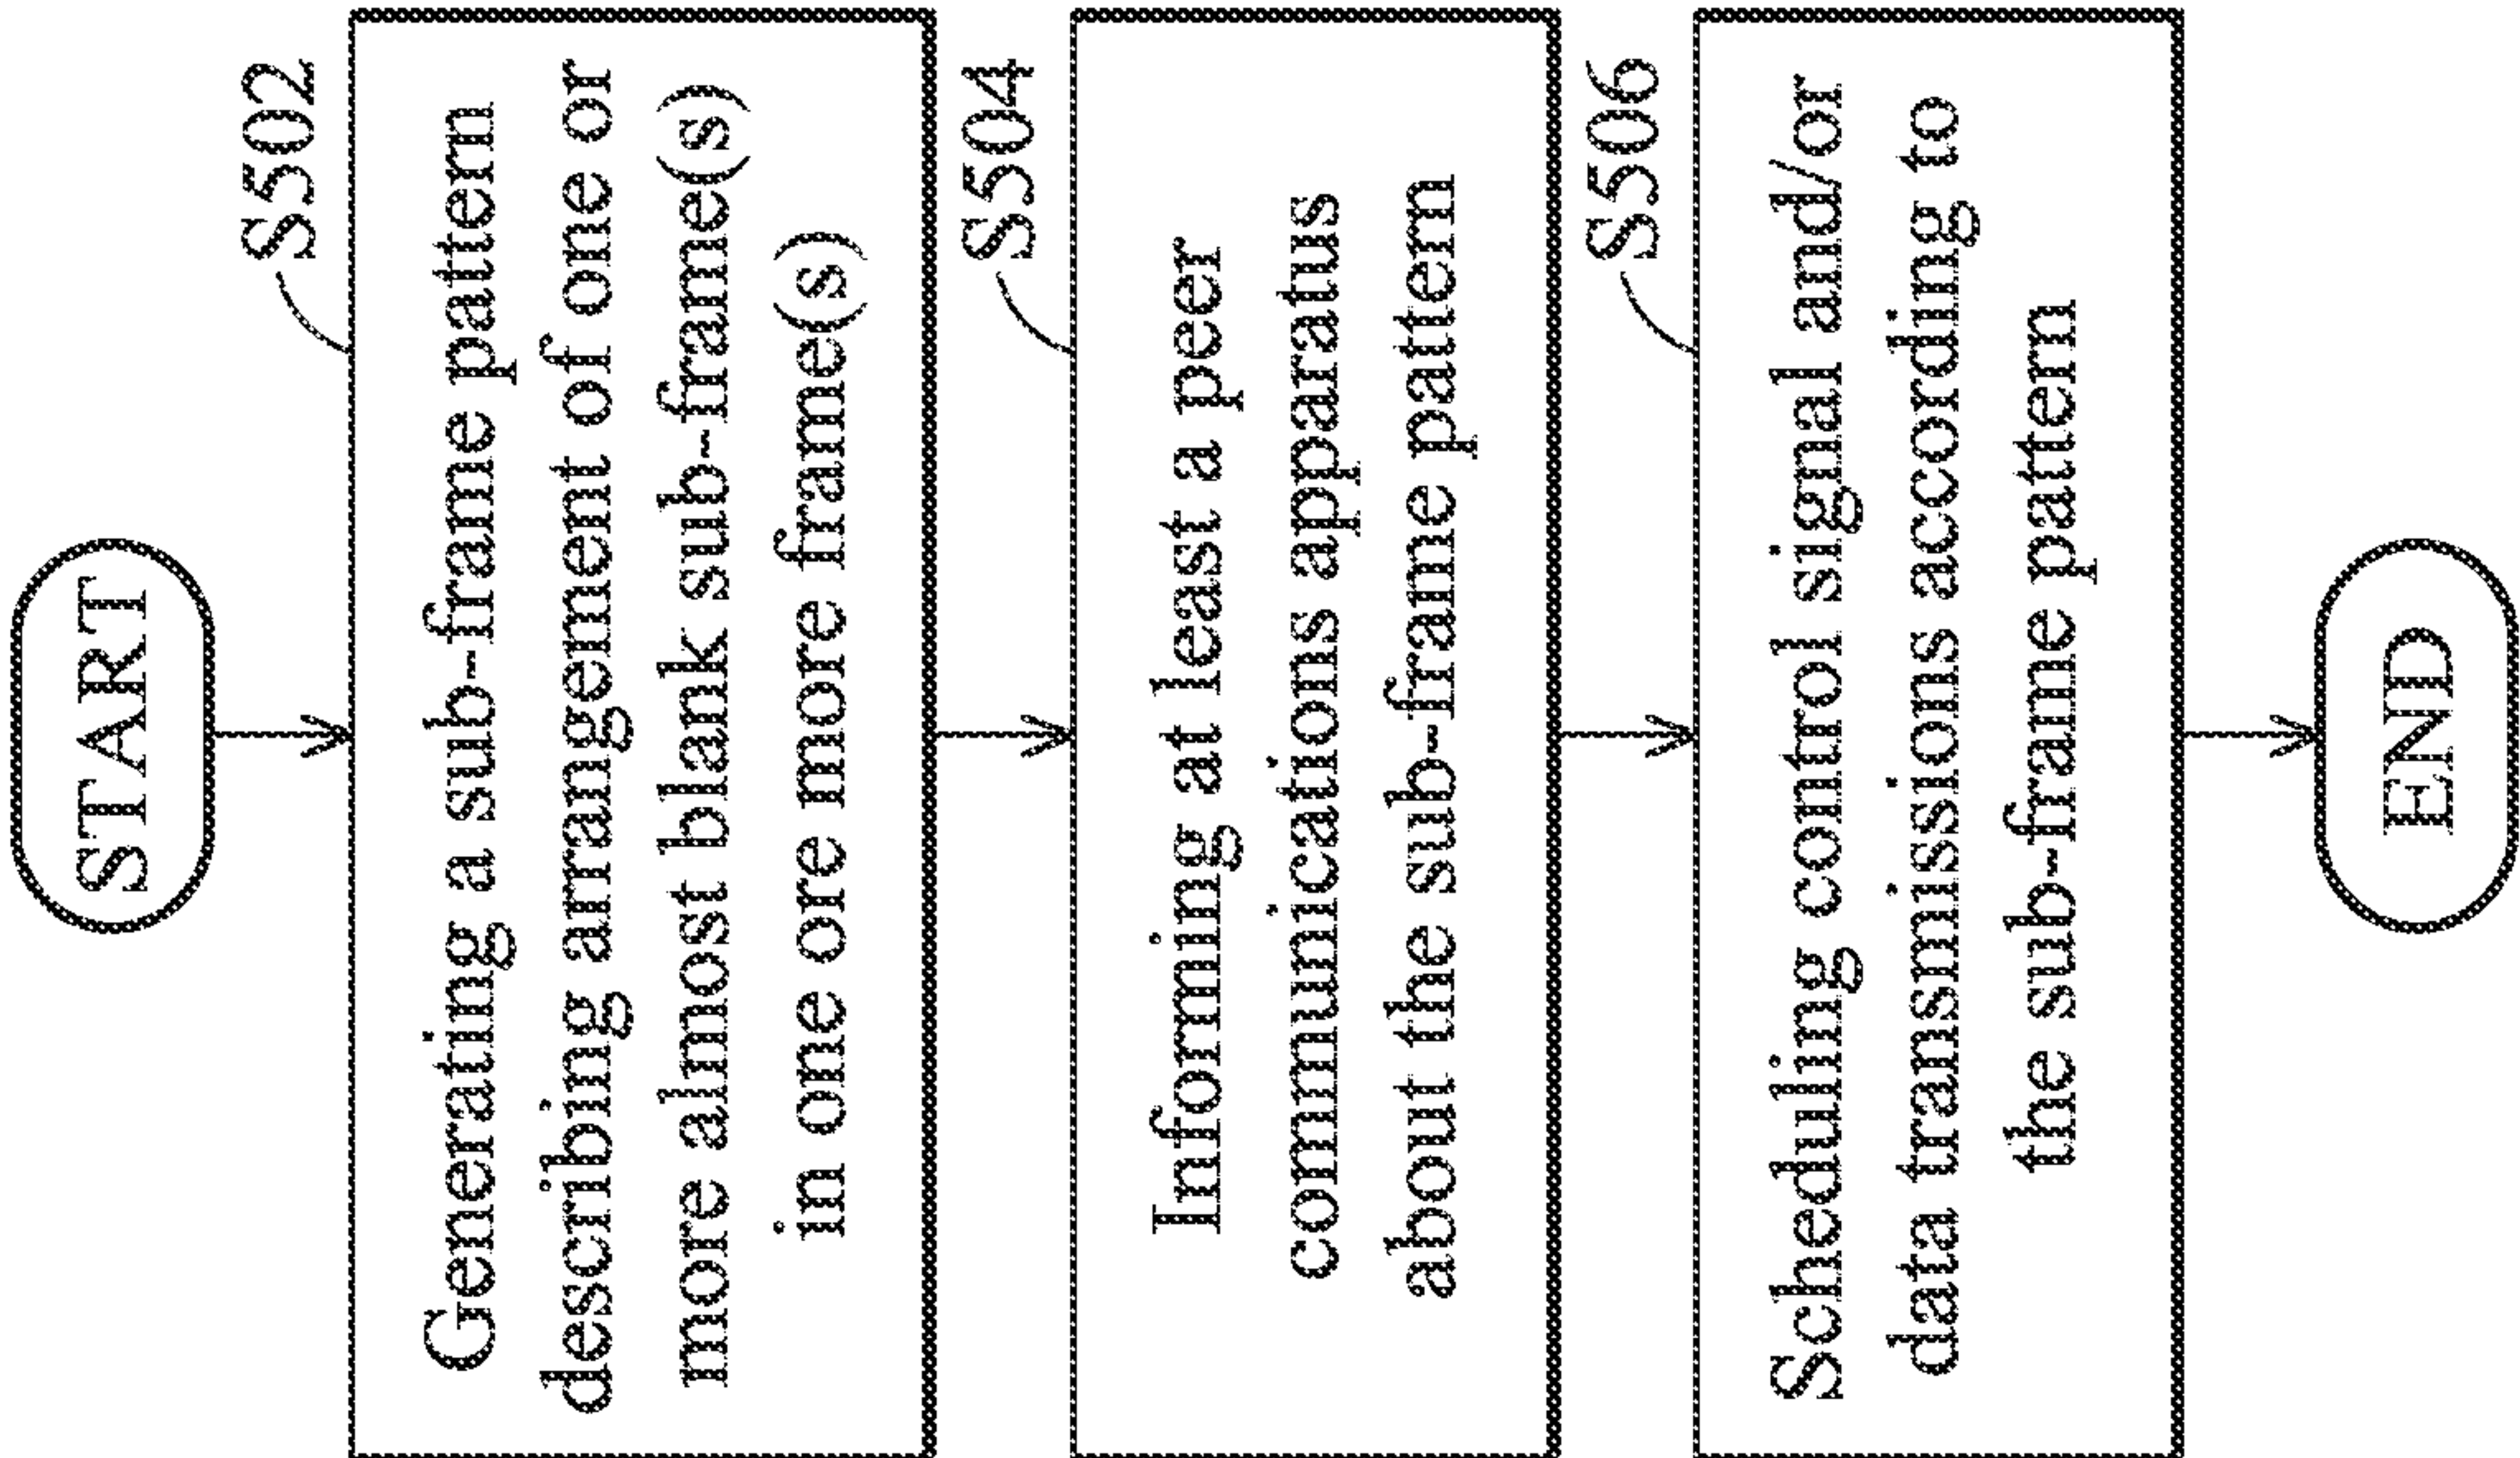 START
S502
Generating a sub-frame pattern
describing arrangement of one or
more almost blank sub-frame(s)
in one ore more frame(s)
S504
Informing at least a peer
communications apparatus
about the sub-frame pattern
S506
Scheduling control signal and/or
data transmissions according to
the sub-frame pattern
END